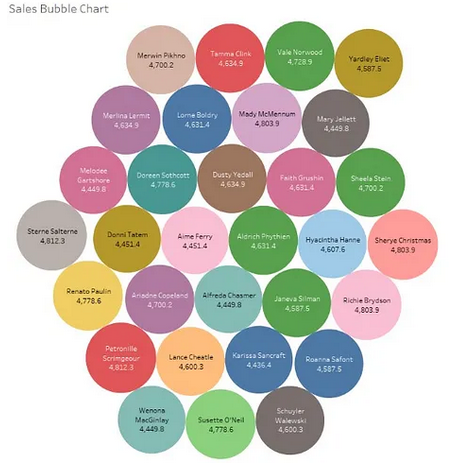 Sales Bubble Chart
Merwin Pikhno
4,700.2
Tamma Clink
4,634.9
Vale Norwood
4,728.9
Yardley Eliet
4,587.5
Merlina Lermit
4,634.9
Lorne Boldry
4,631.4
Mady McMennum
4,803.9
Mary Jellett
4,449.8
Melodee
Gartshore
4,449.8
Doreen Sothcott
4,778.6
Dusty Yedall
4,634.9
Faith Grushin
4,631.4
Shaela Stein
4,700.2
Sterne Salterne
4,812.3
Donni Tatem
4,451.4
Aime Ferry
4,451.4
Aldrich Phythien
4,631.4
Hyacintha Hanne
4,607.6
Sherye Christmas
4,803.9
Renato Paulin
4,778.6
Ariadne Copeland
4,700.2
Alfreda Chasmer
4,449.8
Janeva Silman
4,587.5
Richie Brydson
4,803.9
Petronille
Scrimgeour
4,812.3
Lance Cheatle
4,600.3
Karissa Sancraft
4,436.4
Roanna Safont
4,587.5
Wenona
MacGinlay
4,449.8
Susette O'Neil
4,778.6
Schuyler
Walewski
4,600.3